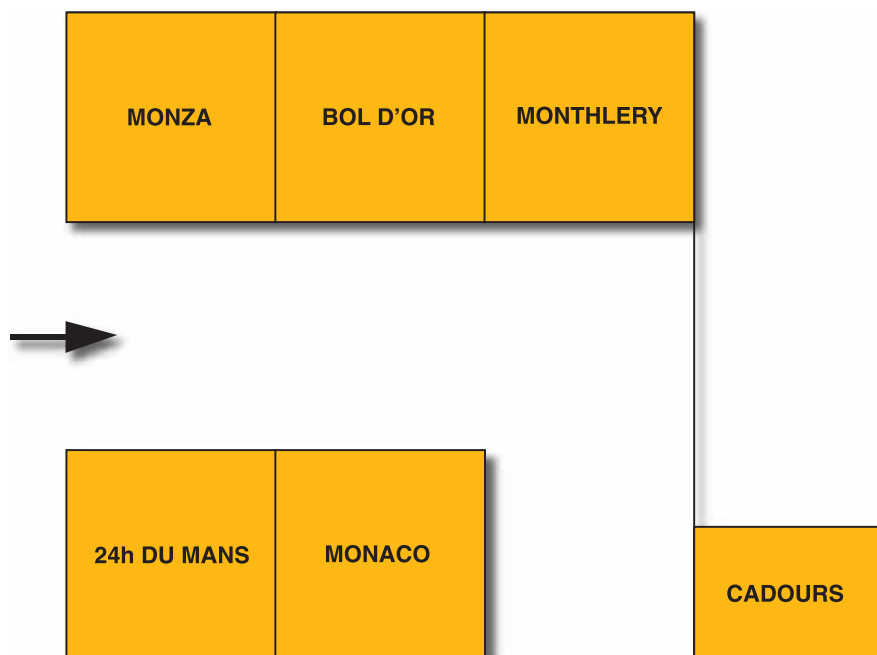 MONZA
BOL D'OR
MONTHLERY
24h DU MANS
MONACO
CADOURS